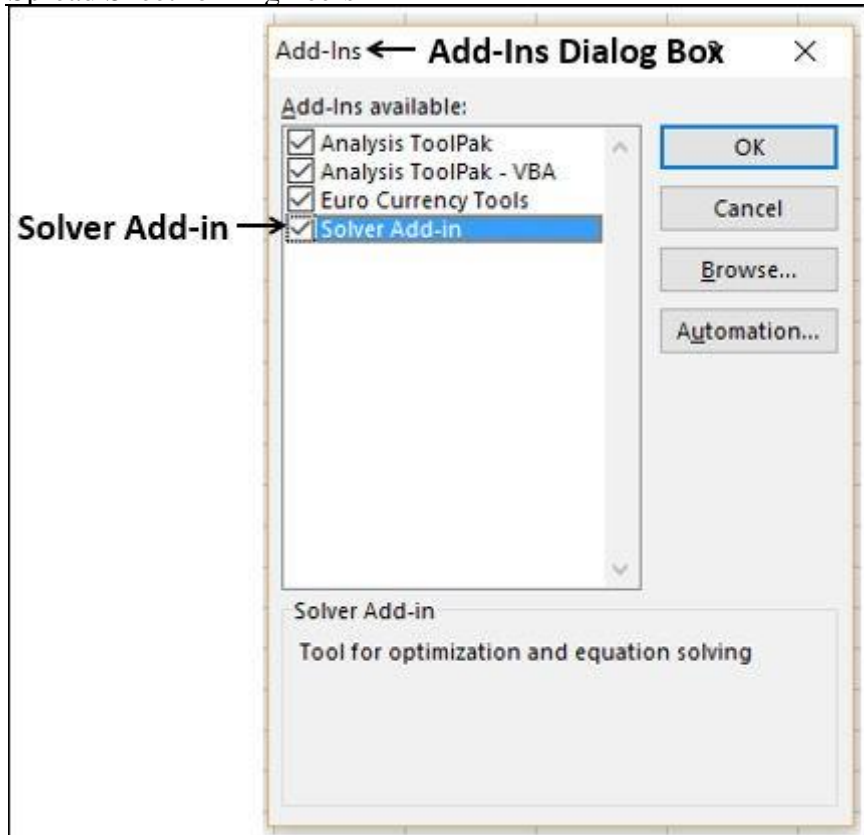 Add-Ins Add-Ins Dialog Box
Add-Ins available:
Analysis ToolPak
Analysis ToolPak - VBA
Euro Currency Tools
Solver Add-in
Solver Add-in
OK
Cancel
Browse...
Automation...
Solver Add-in
Tool for optimization and equation solving